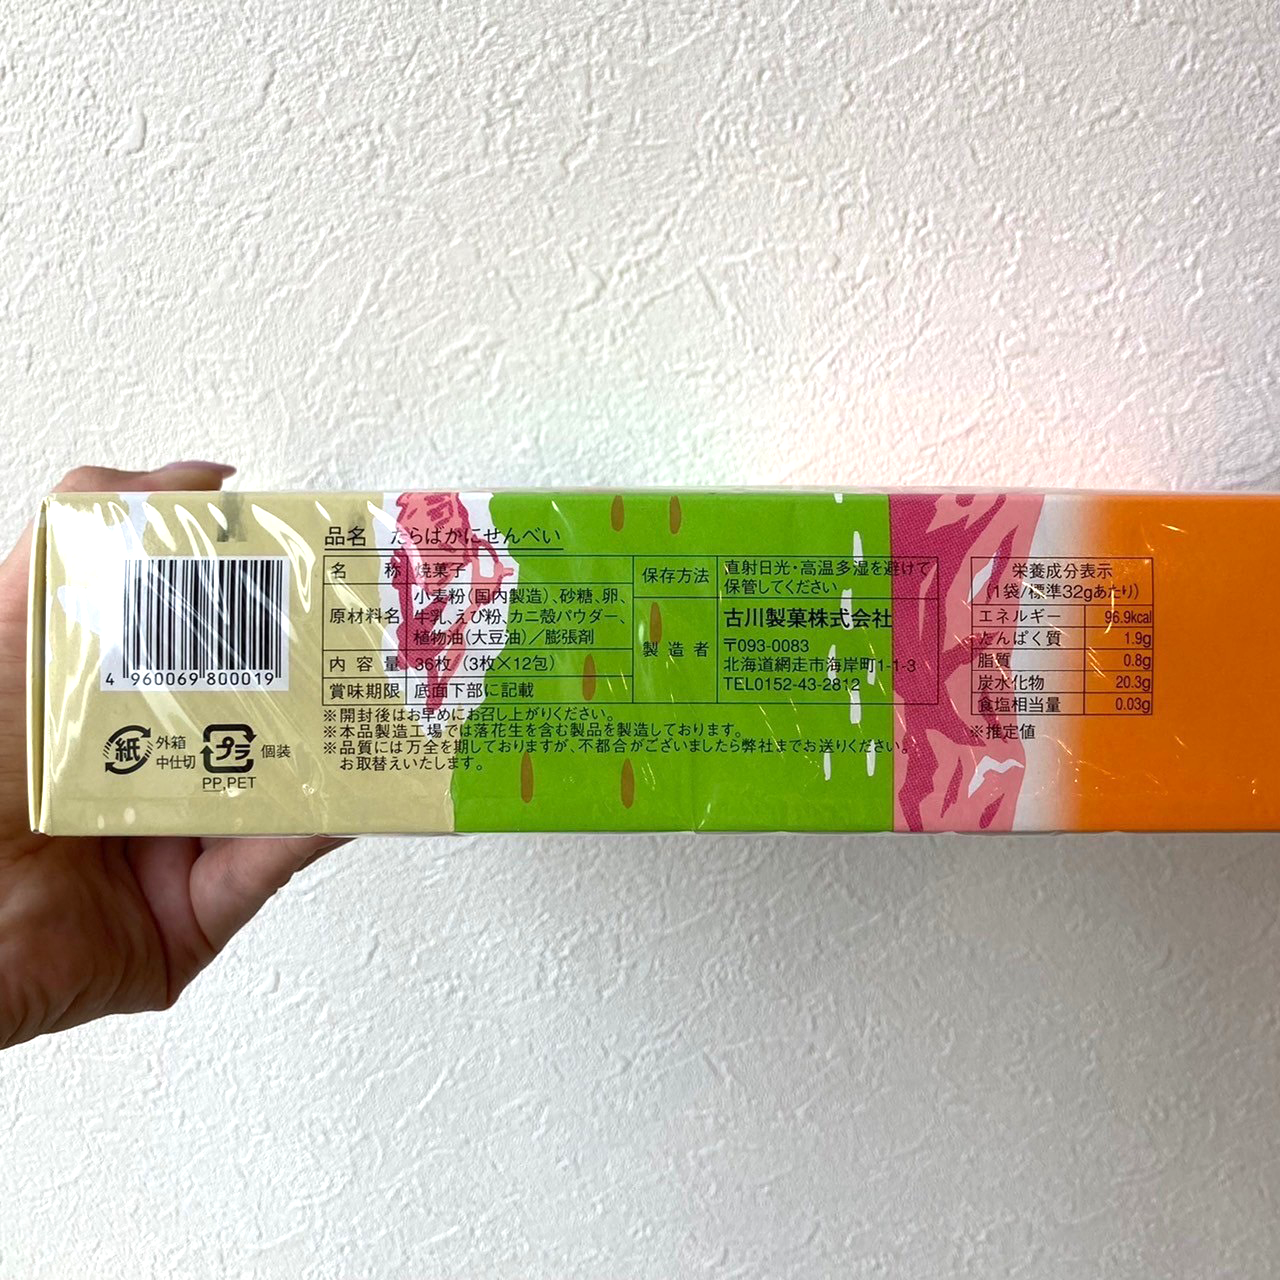 品名 たらばかにせんべい
名称 焼菓子
原材料名 小麦粉(国内製造)、砂糖、卵、
牛乳、えび粉、カニ殻パウダー、
植物油(大豆油)／膨張剤
内容量 36枚 (3枚×12包)
賞味期限 底面下部に記載
保存方法 直射日光・高温多湿を避けて
保管してください
製造者 古川製菓株式会社
〒093-0083
北海道網走市海岸町1-1-3
TEL0152-43-2812
※開封後はお早めにお召し上がりください。
※本品製造工場では落花生を含む製品を製造しております。
※品質には万全を期しておりますが、不都合がございましたら弊社までお送りください。
お取替えいたします。
栄養成分表示
(1袋/標準32gあたり)
エネルギー 96.9kcal
たんぱく質 1.9g
脂質 0.8g
炭水化物 20.3g
食塩相当量 0.03g
※推定値
4 960069 800019
紙 外箱
中仕切
プラ 個装
PP,PET